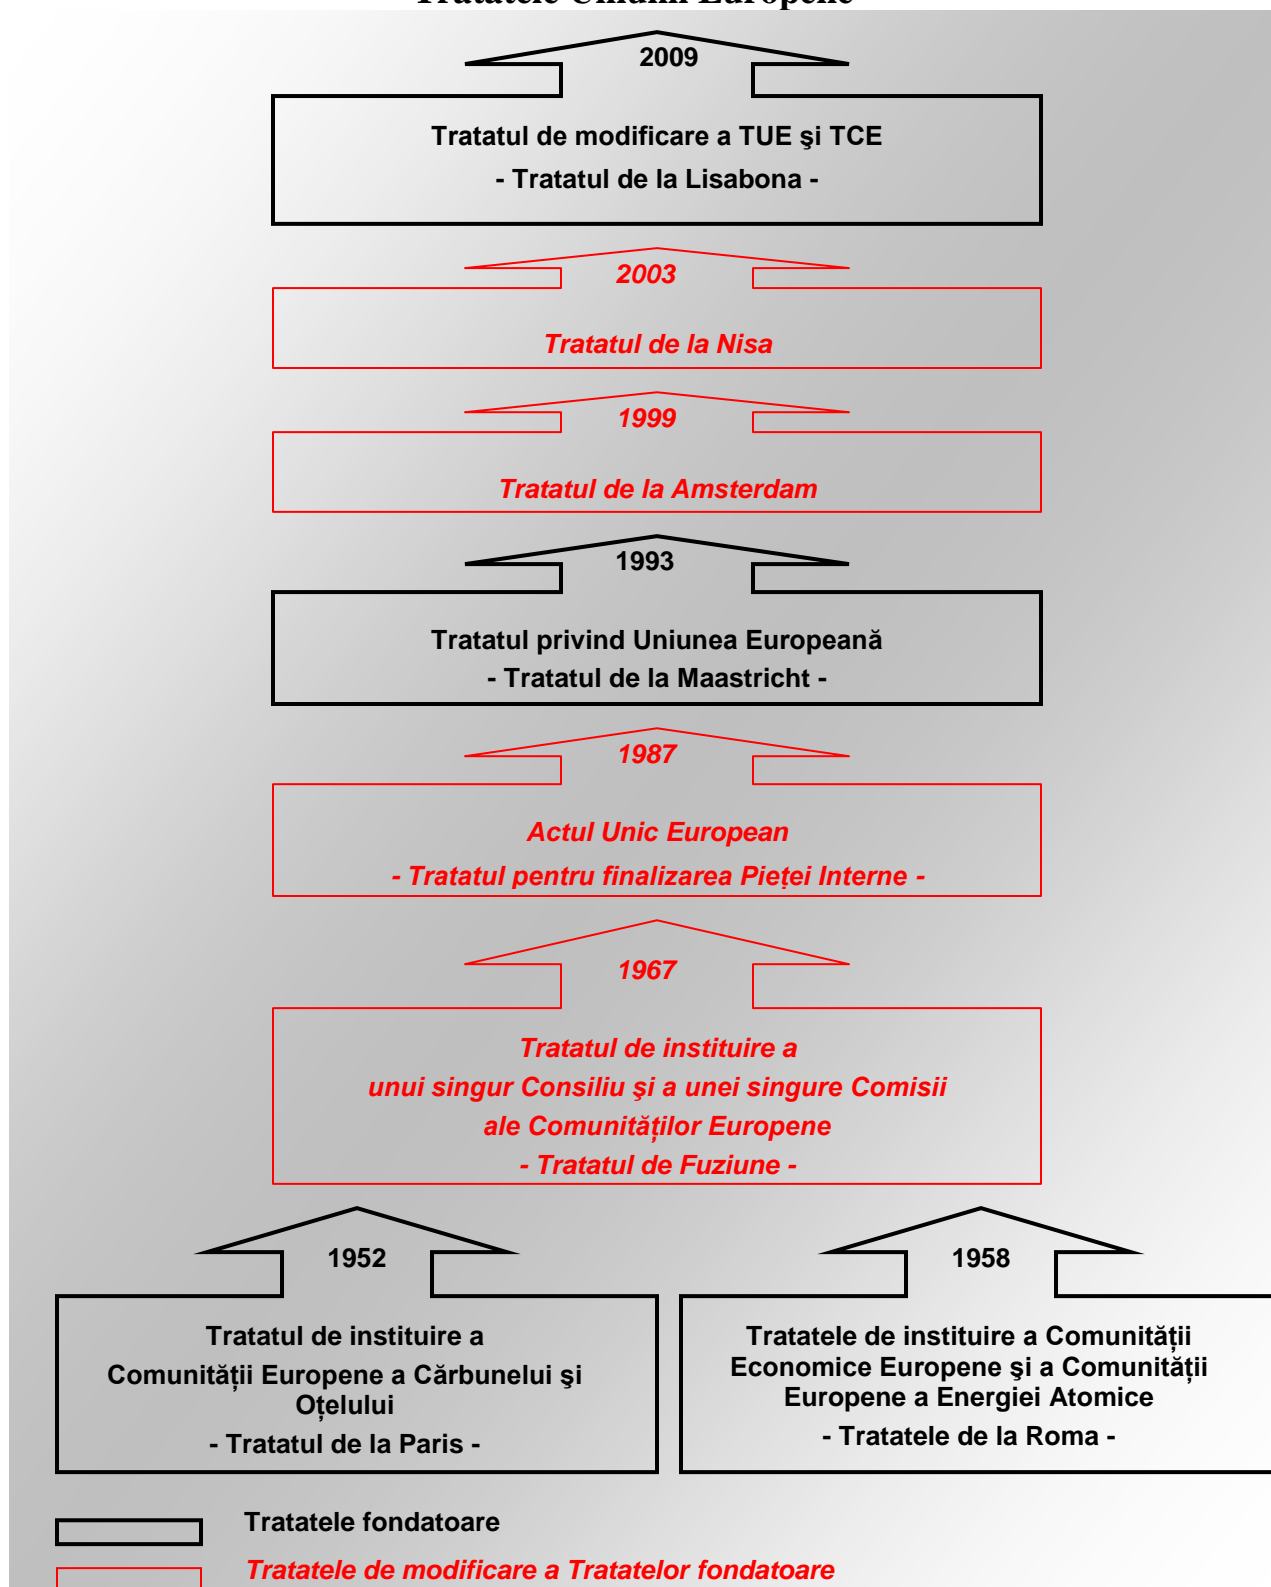 Tratatele Uniunii Europene
2009
Tratatul de modificare a TUE şi TCE
- Tratatul de la Lisabona -
2003
Tratatul de la Nisa
1999
Tratatul de la Amsterdam
1993
Tratatul privind Uniunea Europeană
- Tratatul de la Maastricht -
1987
Actul Unic European
- Tratatul pentru finalizarea Pieței Interne -
1967
Tratatul de instituire a
unui singur Consiliu şi a unei singure Comisii
ale Comunităților Europene
- Tratatul de Fuziune -
1952
Tratatul de instituire a
Comunității Europene a Cărbunelui şi
Oțelului
- Tratatul de la Paris -
1958
Tratatele de instituire a Comunității
Economice Europene şi a Comunității
Europene a Energiei Atomice
- Tratatele de la Roma -
Tratatele fondatoare
Tratatele de modificare a Tratatelor fondatoare